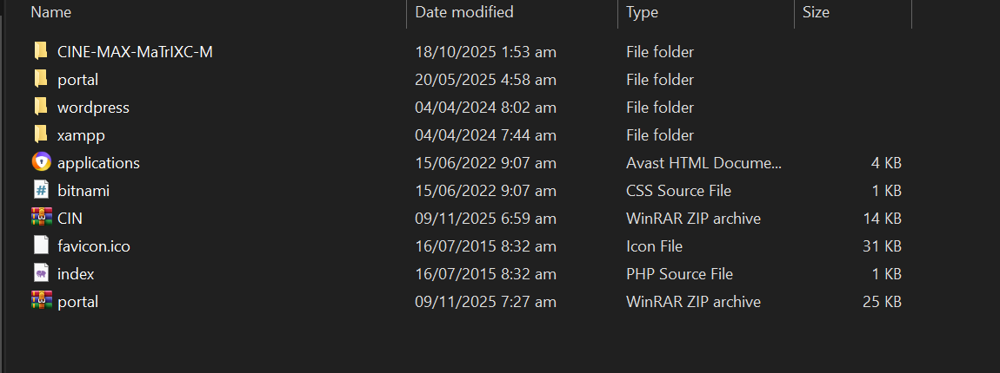 Name Date modified Type Size
CINE-MAX-MaTrIXC-M 18/10/2025 1:53 am File folder
portal 20/05/2025 4:58 am File folder
wordpress 04/04/2024 8:02 am File folder
xampp 04/04/2024 7:44 am File folder
applications 15/06/2022 9:07 am Avast HTML Docume... 4 KB
bitnami 15/06/2022 9:07 am CSS Source File 1 KB
CIN 09/11/2025 6:59 am WinRAR ZIP archive 14 KB
favicon.ico 16/07/2015 8:32 am Icon File 31 KB
index 16/07/2015 8:32 am PHP Source File 1 KB
portal 09/11/2025 7:27 am WinRAR ZIP archive 25 KB